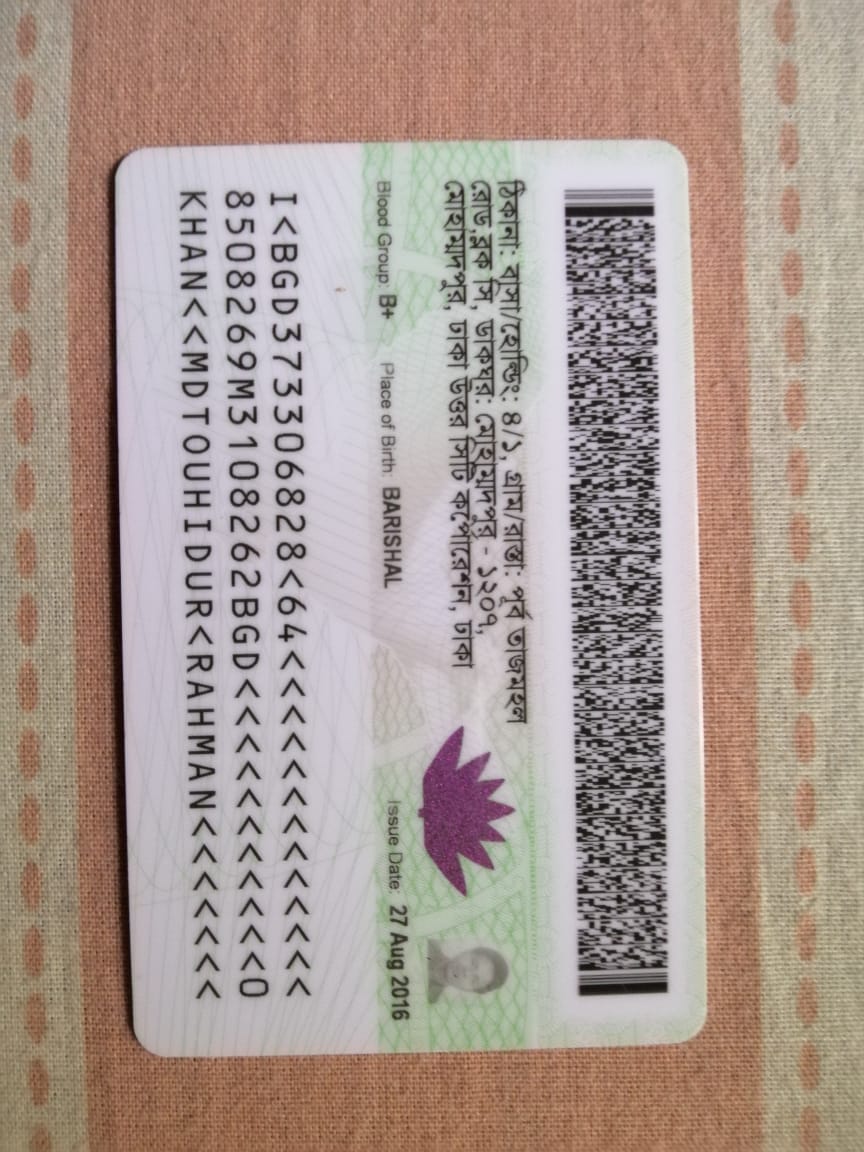 ঠিকানা: বাসা/হোল্ডিং: ৪/১, গ্রাম/রাস্তা: পূর্ব তাজমহল
রোড,ব্লক সি, ডাকঘর: মোহাম্মদপুর - ১২০৭,
মোহাম্মদপুর, ঢাকা উত্তর সিটি কর্পোরেশন, ঢাকা
Blood Group: B+ Place of Birth: BARISHAL Issue Date: 27 Aug 2016
I<BGD373306828<64<<<<<<<<<<<<<
8508269M3108262BGD<<<<<<<<<<<0
KHAN<<MDTOUHIDUR<RAHMAN<<<<<<<